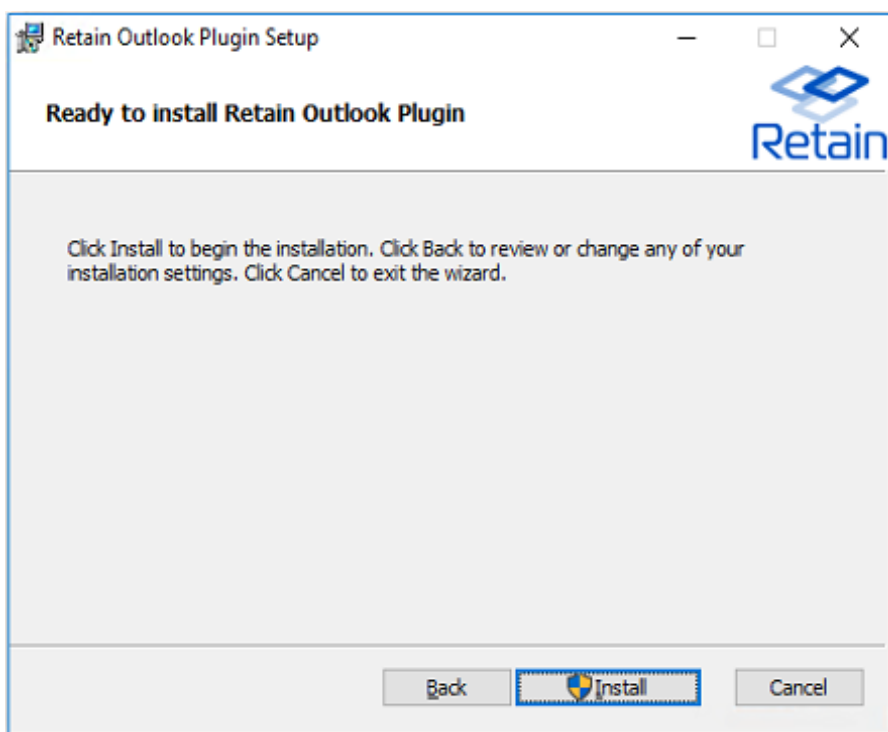 Retain Outlook Plugin Setup
Ready to install Retain Outlook Plugin
Retain
Click Install to begin the installation. Click Back to review or change any of your
installation settings. Click Cancel to exit the wizard.
Back
Install
Cancel